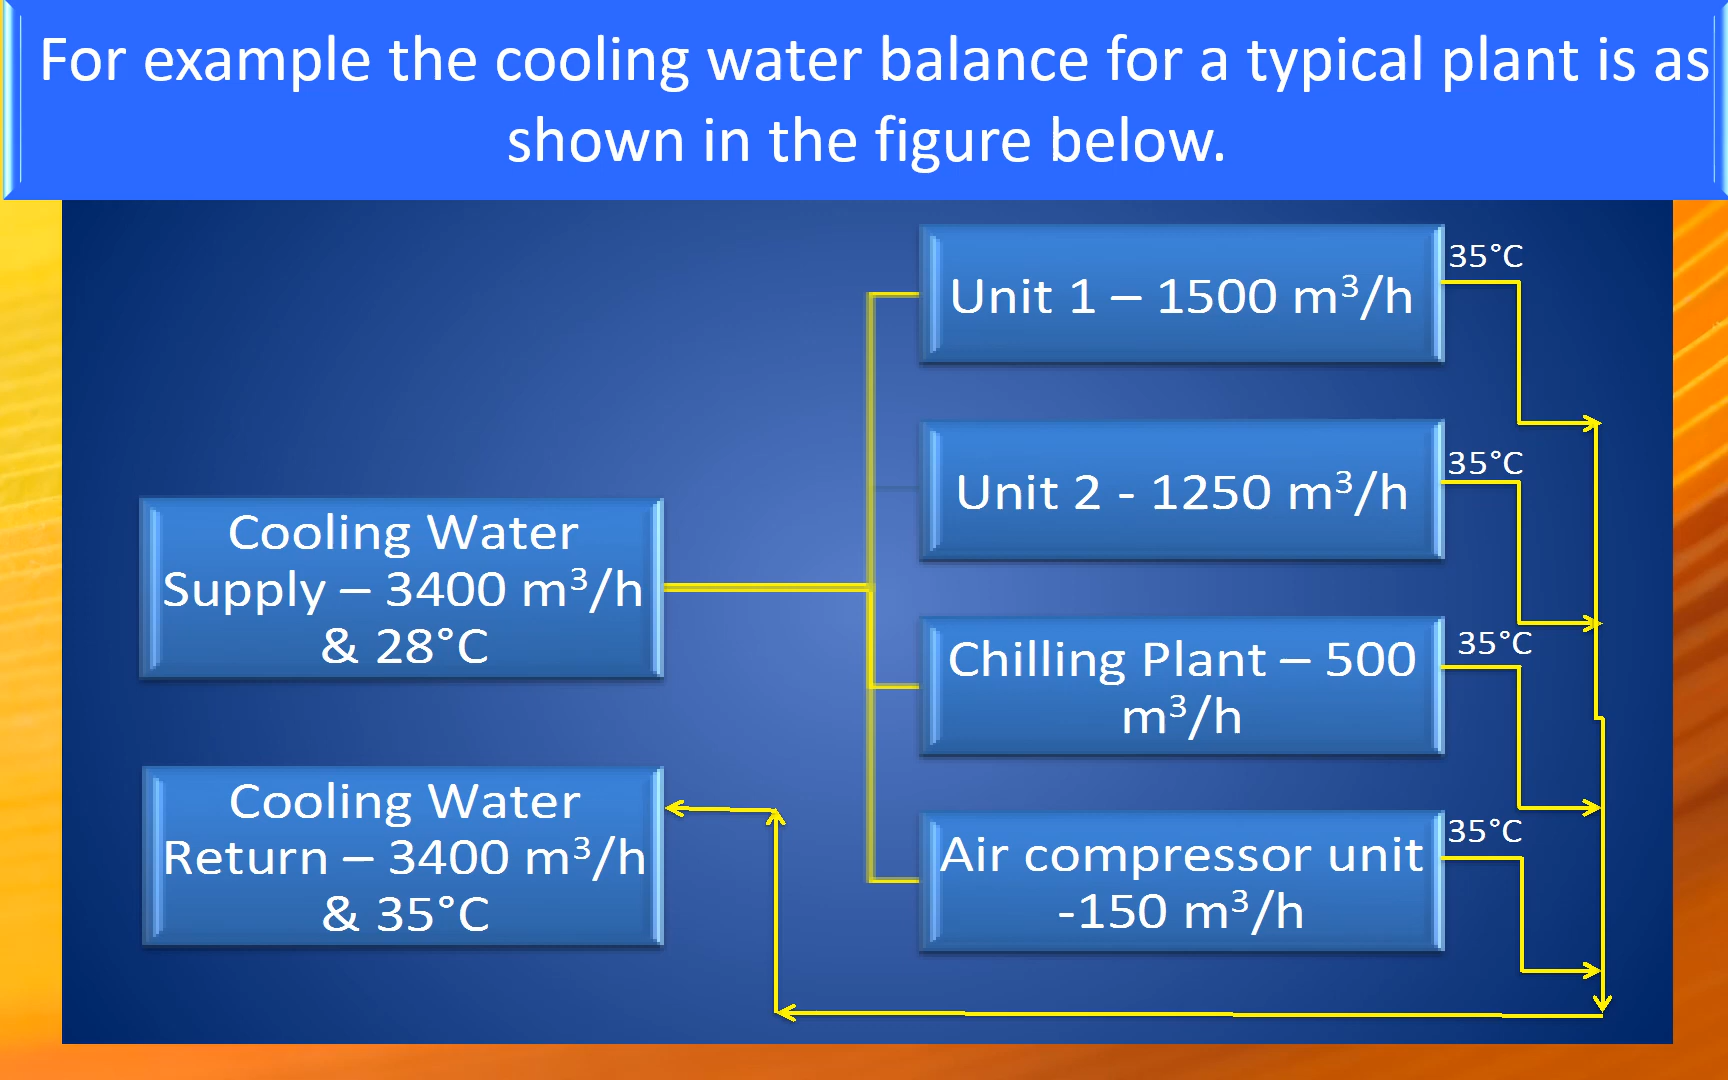 For example the cooling water balance for a typical plant is as
shown in the figure below.
Unit 1 – 1500 m³/h
35°C
Unit 2 - 1250 m³/h
35°C
Cooling Water
Supply – 3400 m³/h
& 28°C
Chilling Plant – 500
m³/h
35°C
Cooling Water
Return – 3400 m³/h
& 35°C
Air compressor unit
-150 m³/h
35°C